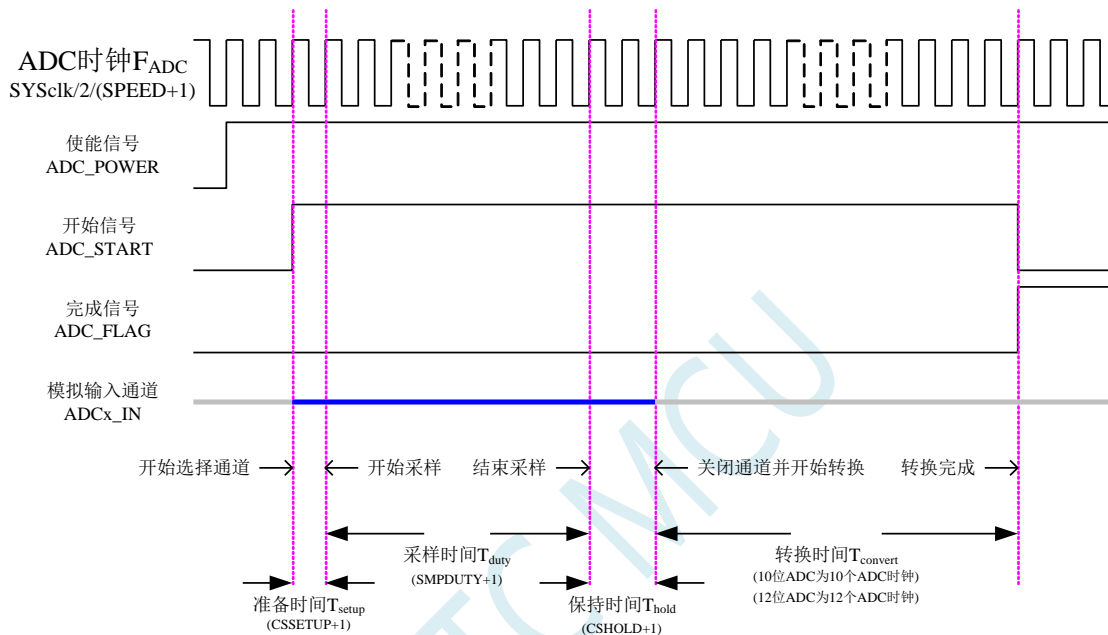 ADC时钟FADC
SYSclk/2/(SPEED+1)
使能信号
ADC_POWER
开始信号
ADC_START
完成信号
ADC_FLAG
模拟输入通道
ADCx_IN
开始选择通道
开始采样
结束采样
关闭通道并开始转换
转换完成
采样时间Tduty
(SMPDUTY+1)
转换时间Tconvert
(10位ADC为10个ADC时钟)
(12位ADC为12个ADC时钟)
准备时间Tsetup
(CSSETUP+1)
保持时间Thold
(CSHOLD+1)
MCU